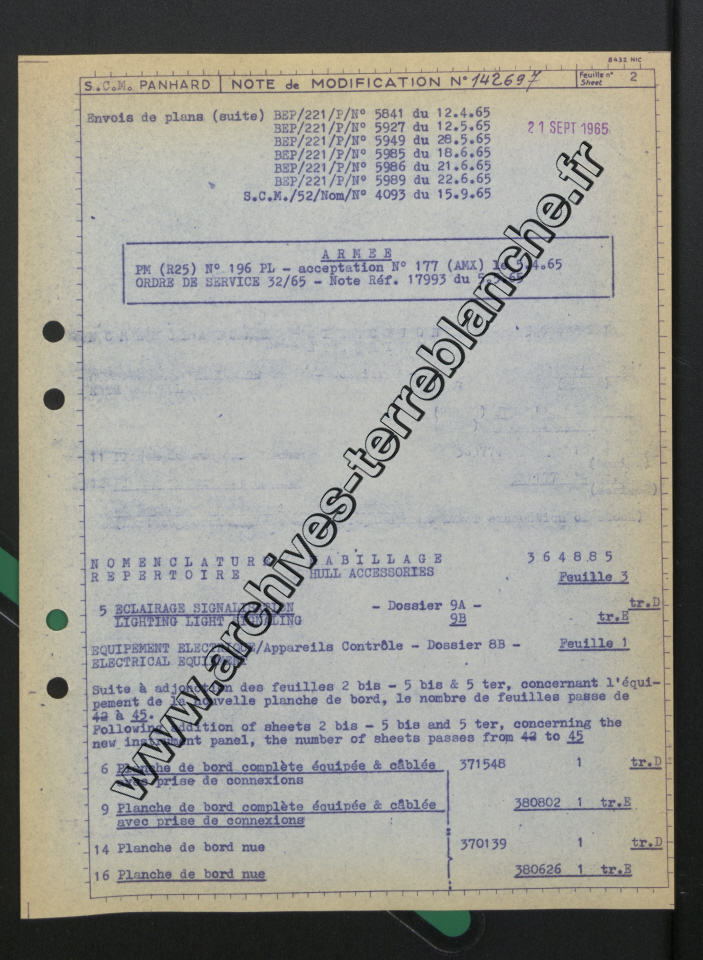 8432 NIC
S.C.M. PANHARD | NOTE de MODIFICATION N° 142697
Feuille n° 2
Sheet
Envois de plans (suite) BEP/221/P/N° 5841 du 12.4.65
BEP/221/P/N° 5927 du 12.5.65
21 SEPT 1965
BEP/221/P/N° 5949 du 28.5.65
BEP/221/P/N° 5985 du 18.6.65
BEP/221/P/N° 5986 du 21.6.65
BEP/221/P/N° 5989 du 22.6.65
S.C.M./52/Nom/N° 4093 du 15.9.65
ARMEE
PM (R25) N° 196 PL - acceptation N° 177 (AMX) le 5.4.65
ORDRE DE SERVICE 32/65 - Note Réf. 17993 du
www.archives-terreblanche.fr
NOMENCLATURE HABILLAGE 364885
REPERTOIRE HULL ACCESSORIES Feuille 3
5 ECLAIRAGE SIGNALISATION - Dossier 9A - tr.D
LIGHTING LIGHT SIGNALLING 9B tr.E
EQUIPEMENT ELECTRIQUE/Appareils Contrôle - Dossier 8B - Feuille 1
ELECTRICAL EQUIPMENT
Suite à adjonction des feuilles 2 bis - 5 bis & 5 ter, concernant l'équi-
pement de la nouvelle planche de bord, le nombre de feuilles passe de
42 à 45.
Following addition of sheets 2 bis - 5 bis and 5 ter, concerning the
new instrument panel, the number of sheets passes from 42 to 45
6 Planche de bord complète équipée & câblée 371548 1 tr.D
avec prise de connexions
9 Planche de bord complète équipée & câblée 380802 1 tr.E
avec prise de connexions
14 Planche de bord nue 370139 1 tr.D
16 Planche de bord nue 380626 1 tr.E